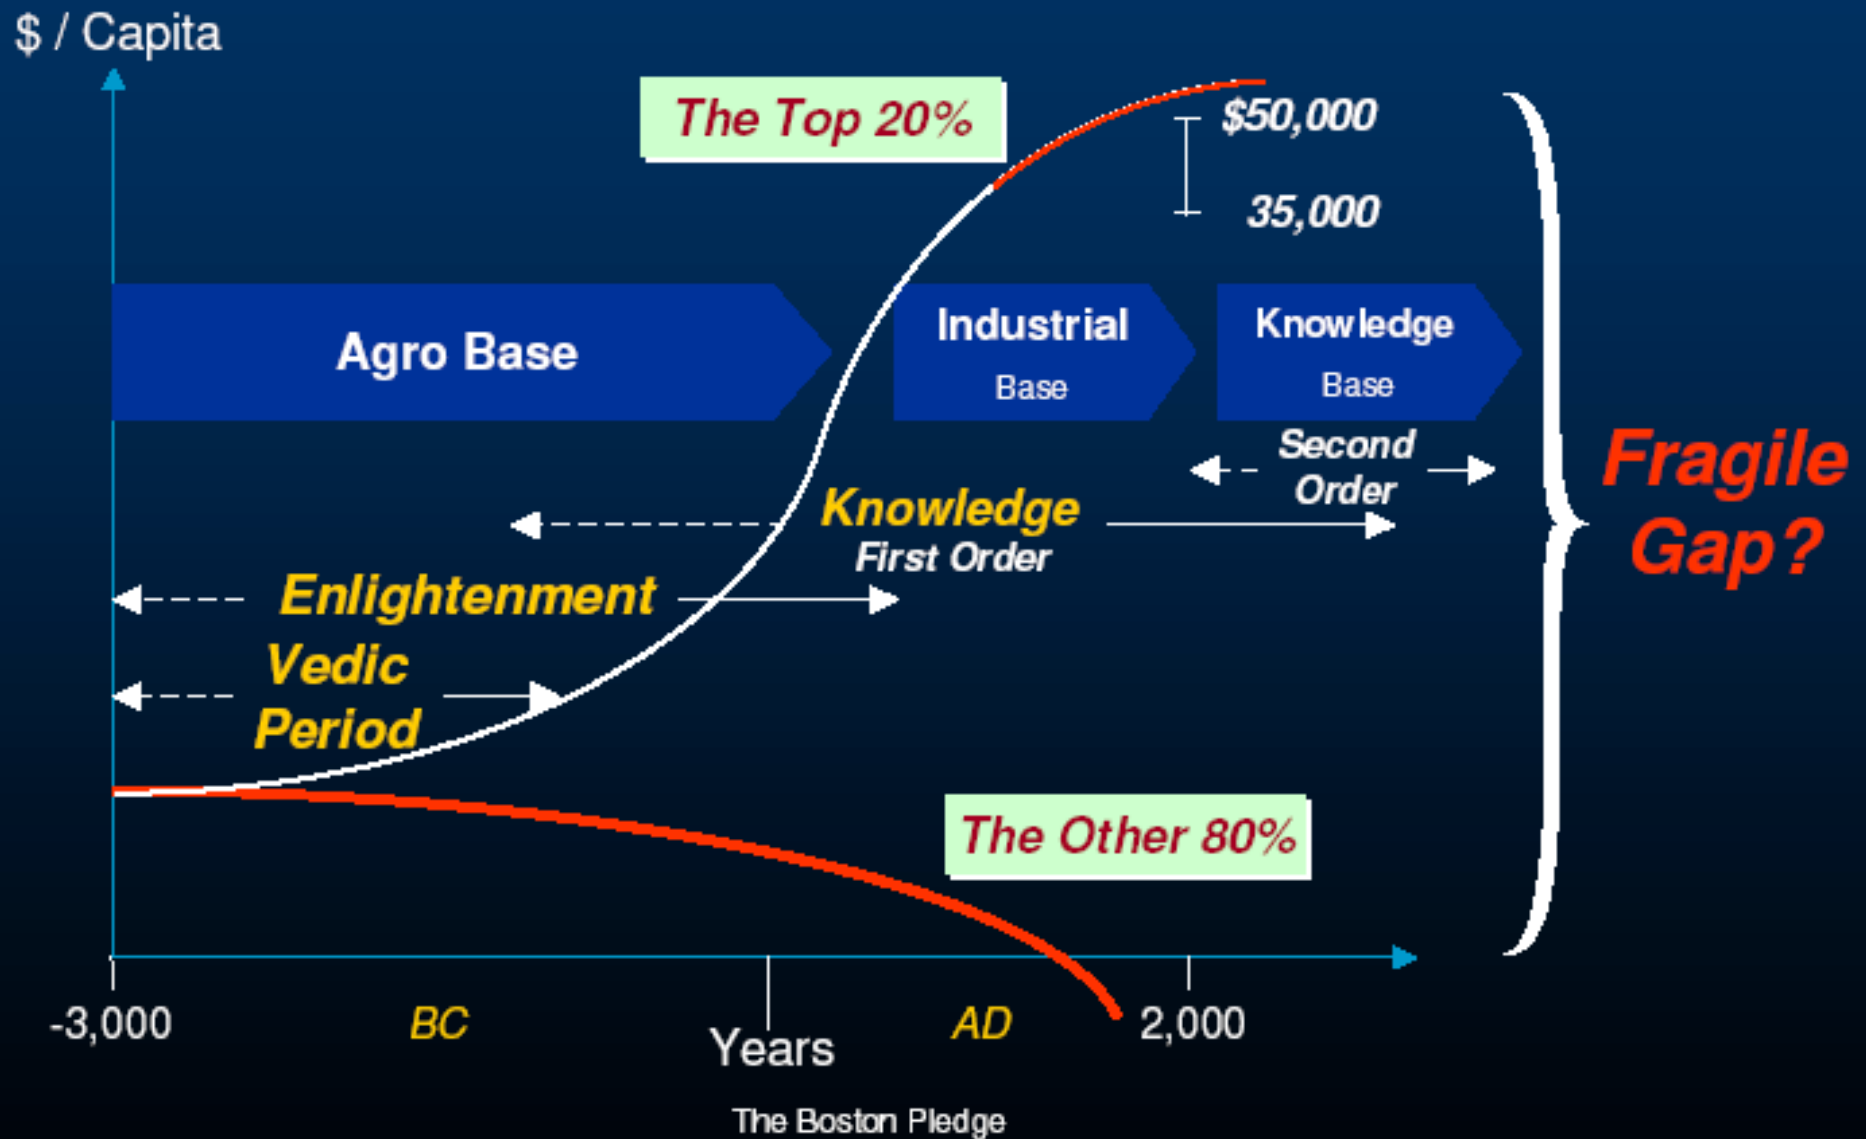 $ / Capita
The Top 20%
$50,000
35,000
Agro Base
Industrial
Base
Knowledge
Base
Second
Order
Knowledge
First Order
Enlightenment
Vedic
Period
Fragile
Gap?
The Other 80%
-3,000
BC
Years
AD
2,000
The Boston Pledge